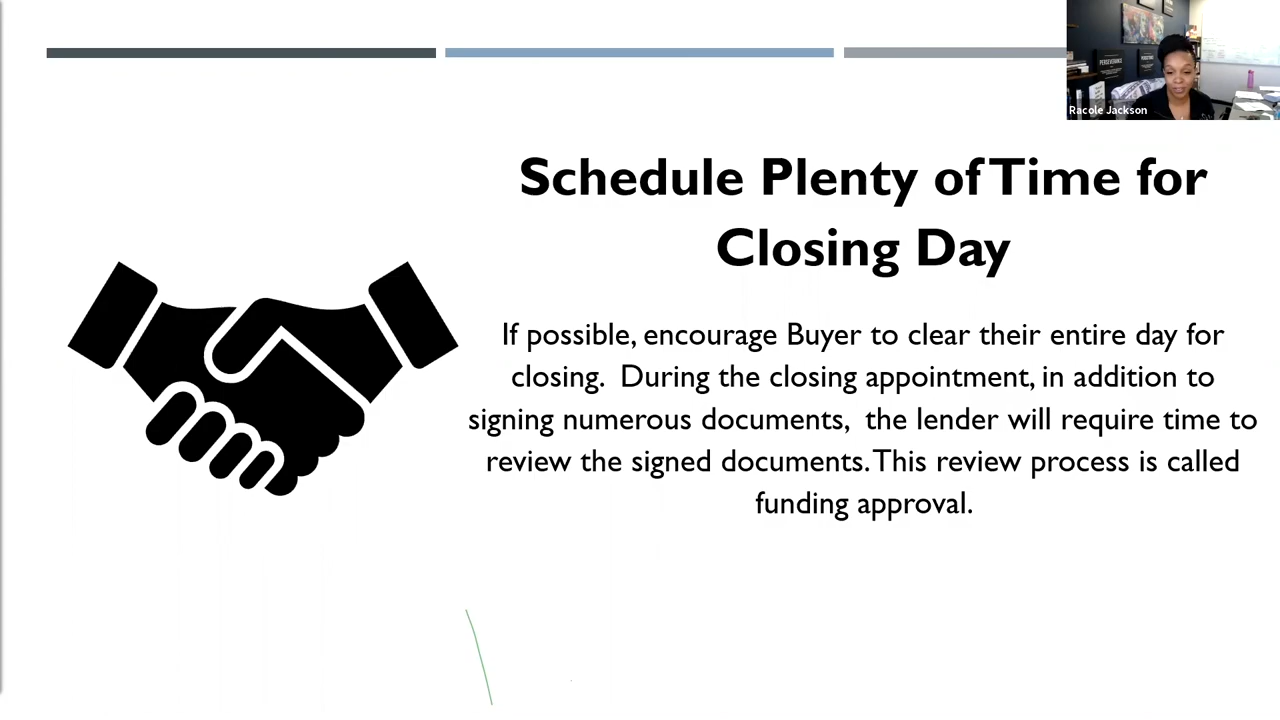 PERSEVERANCE
Racole Jackson
Schedule Plenty of Time for
Closing Day
If possible, encourage Buyer to clear their entire day for
closing.  During the closing appointment, in addition to
signing numerous documents,  the lender will require time to
review the signed documents. This review process is called
funding approval.